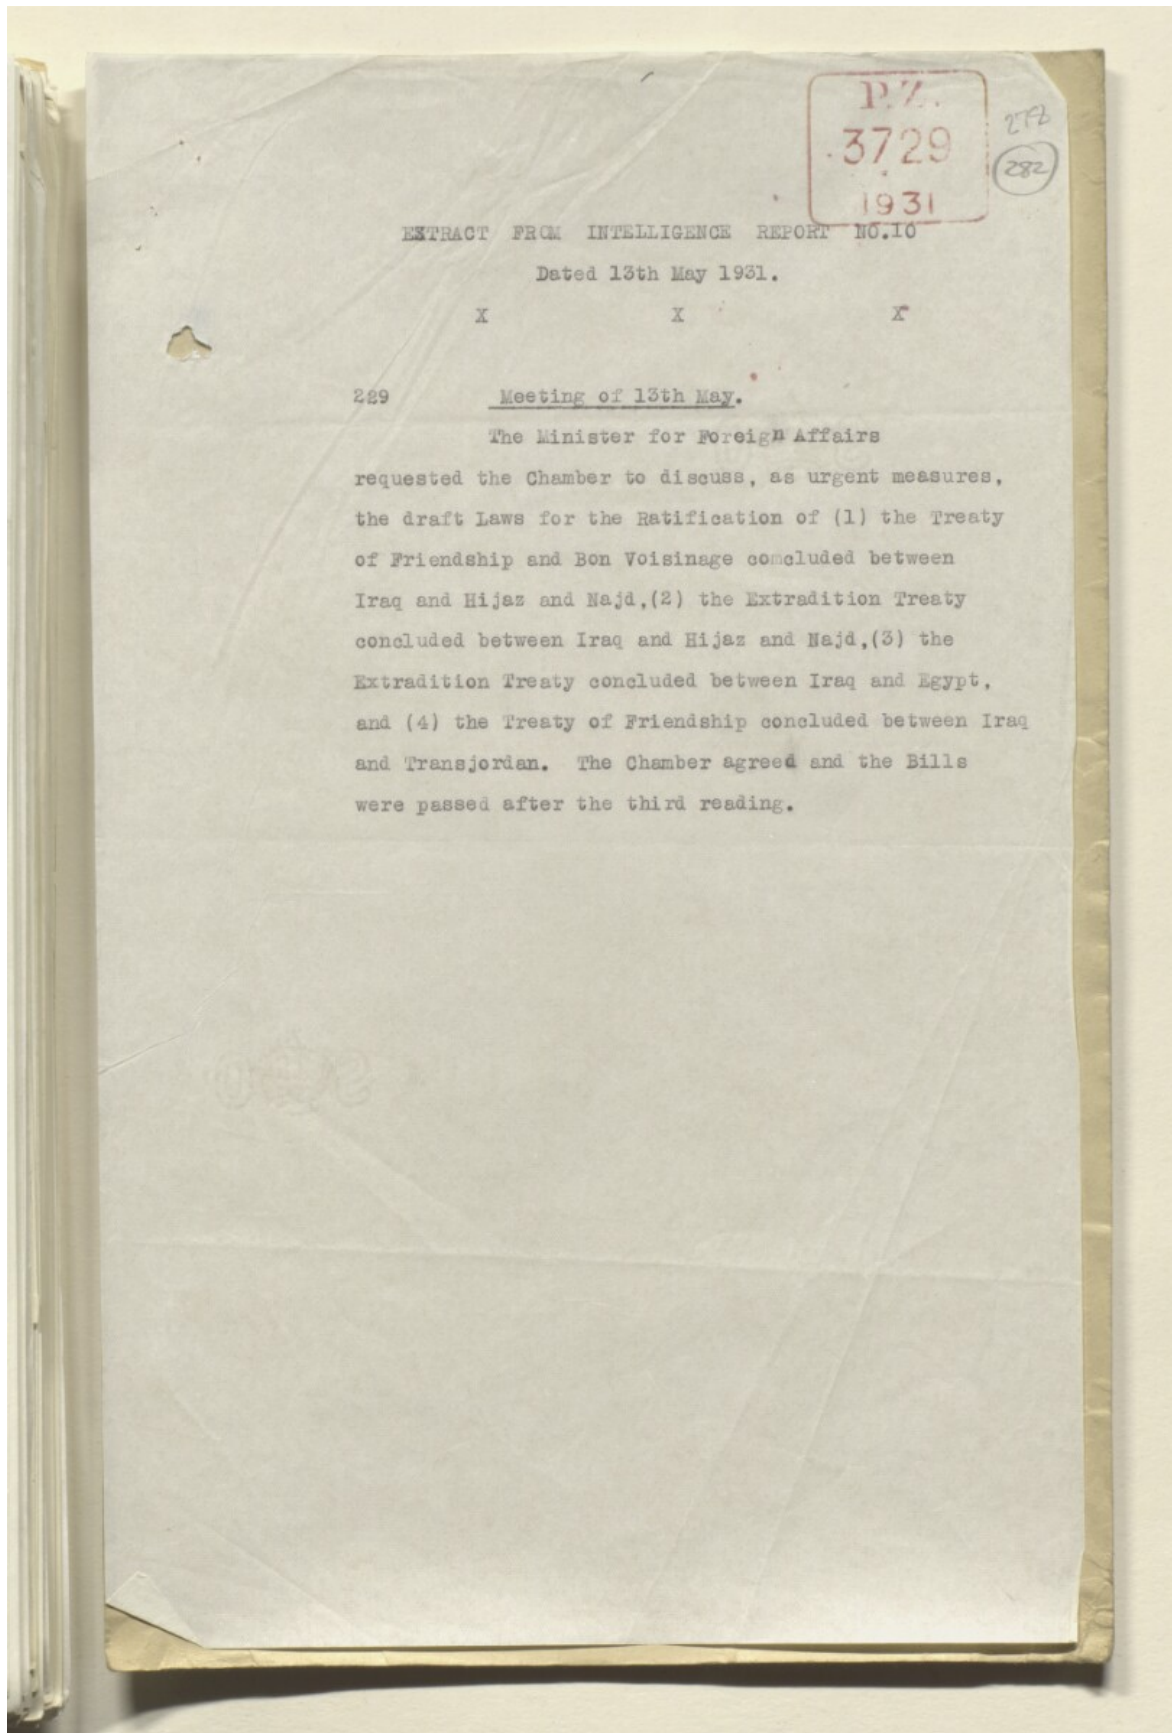 P.Z.
3729
1931
278
282
EXTRACT FROM INTELLIGENCE REPORT NO.10
Dated 13th May 1931.
X X X
229 Meeting of 13th May.
The Minister for Foreign Affairs
requested the Chamber to discuss, as urgent measures,
the draft Laws for the Ratification of (1) the Treaty
of Friendship and Bon Voisinage concluded between
Iraq and Hijaz and Najd,(2) the Extradition Treaty
concluded between Iraq and Hijaz and Najd,(3) the
Extradition Treaty concluded between Iraq and Egypt,
and (4) the Treaty of Friendship concluded between Iraq
and Transjordan. The Chamber agreed and the Bills
were passed after the third reading.